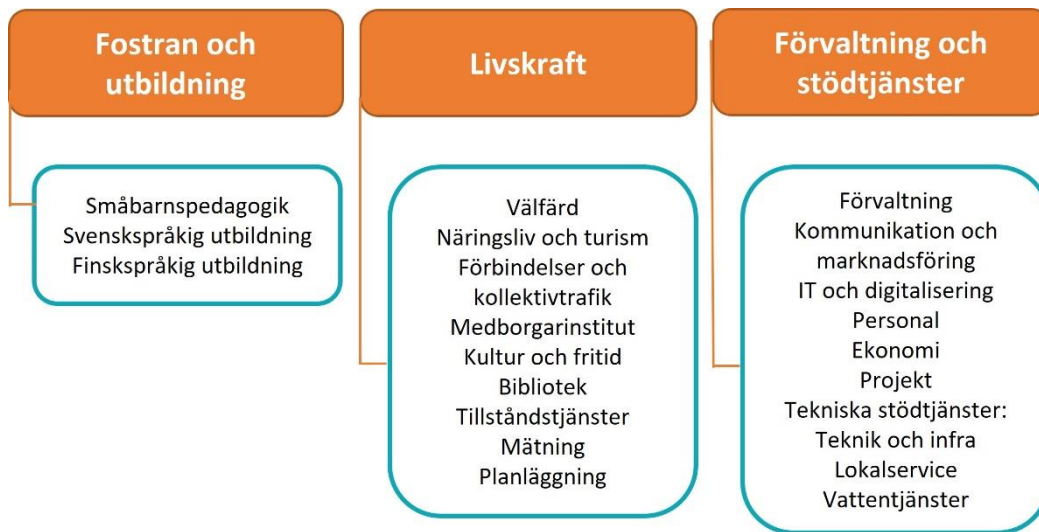 Fostran och
utbildning
Småbarnspedagogik
Svenskspråkig utbildning
Finskspråkig utbildning
Livskraft
Välfärd
Näringsliv och turism
Förbindelser och
kollektivtrafik
Medborgarinstitut
Kultur och fritid
Bibliotek
Tillståndstjänster
Mätning
Planläggning
Förvaltning och
stödtjänster
Förvaltning
Kommunikation och
marknadsföring
IT och digitalisering
Personal
Ekonomi
Projekt
Tekniska stödtjänster:
Teknik och infra
Lokalservice
Vattentjänster